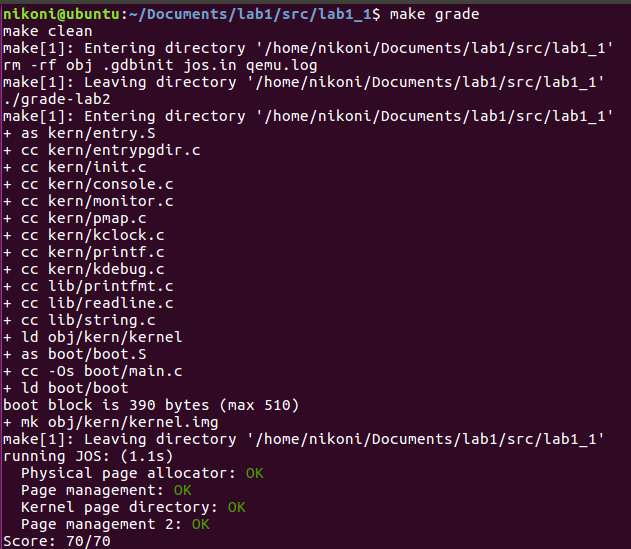 nikoni@ubuntu:~/Documents/lab1/src/lab1_1$ make grade
make clean
make[1]: Entering directory '/home/nikoni/Documents/lab1/src/lab1_1'
rm -rf obj .gdbinit jos.in qemu.log
make[1]: Leaving directory '/home/nikoni/Documents/lab1/src/lab1_1'
./grade-lab2
make[1]: Entering directory '/home/nikoni/Documents/lab1/src/lab1_1'
+ as kern/entry.S
+ cc kern/entrypgdir.c
+ cc kern/init.c
+ cc kern/console.c
+ cc kern/monitor.c
+ cc kern/pmap.c
+ cc kern/kclock.c
+ cc kern/printf.c
+ cc kern/kdebug.c
+ cc lib/printfmt.c
+ cc lib/readline.c
+ cc lib/string.c
+ ld obj/kern/kernel
+ as boot/boot.S
+ cc -Os boot/main.c
+ ld boot/boot
boot block is 390 bytes (max 510)
+ mk obj/kern/kernel.img
make[1]: Leaving directory '/home/nikoni/Documents/lab1/src/lab1_1'
running JOS: (1.1s)
  Physical page allocator: OK
  Page management: OK
  Kernel page directory: OK
  Page management 2: OK
Score: 70/70